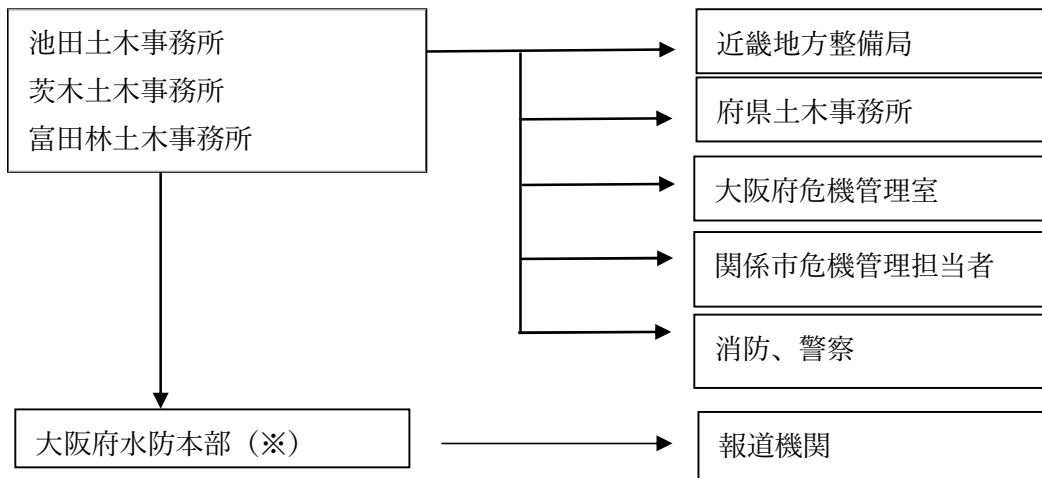 池田土木事務所
茨木土木事務所
富田林土木事務所
近畿地方整備局
府県土木事務所
大阪府危機管理室
関係市危機管理担当者
消防、警察
大阪府水防本部（※）
報道機関